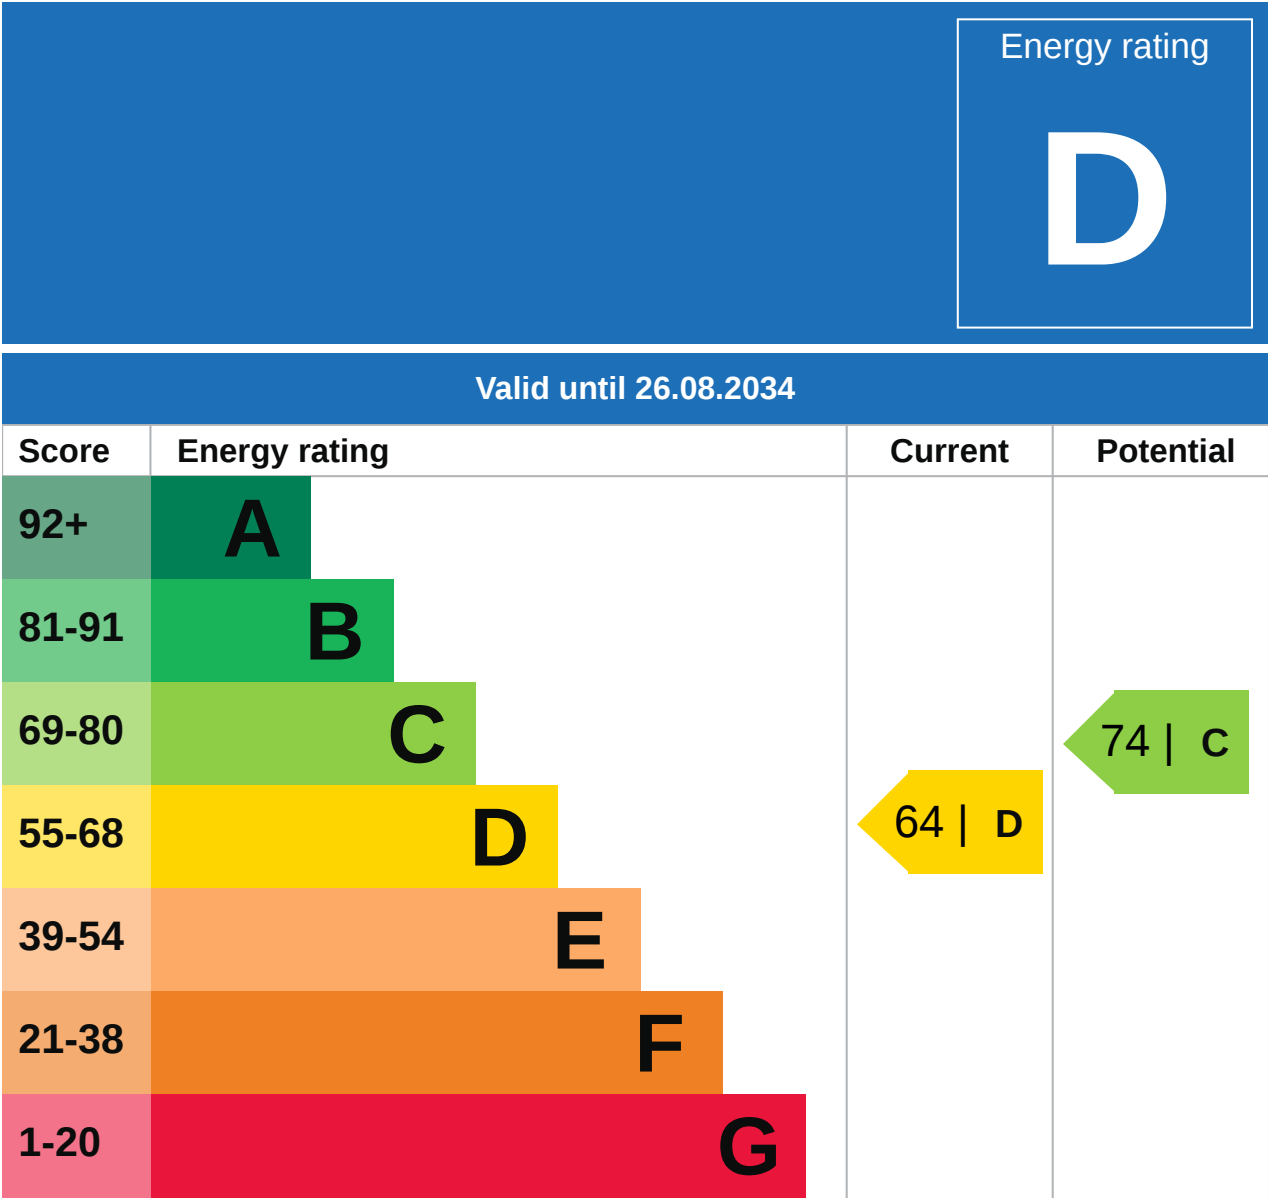 Energy rating
D
Valid until 26.08.2034
Score Energy rating Current Potential
92+ A
81-91 B
69-80 C 74 | C
55-68 D 64 | D
39-54 E
21-38 F
1-20 G